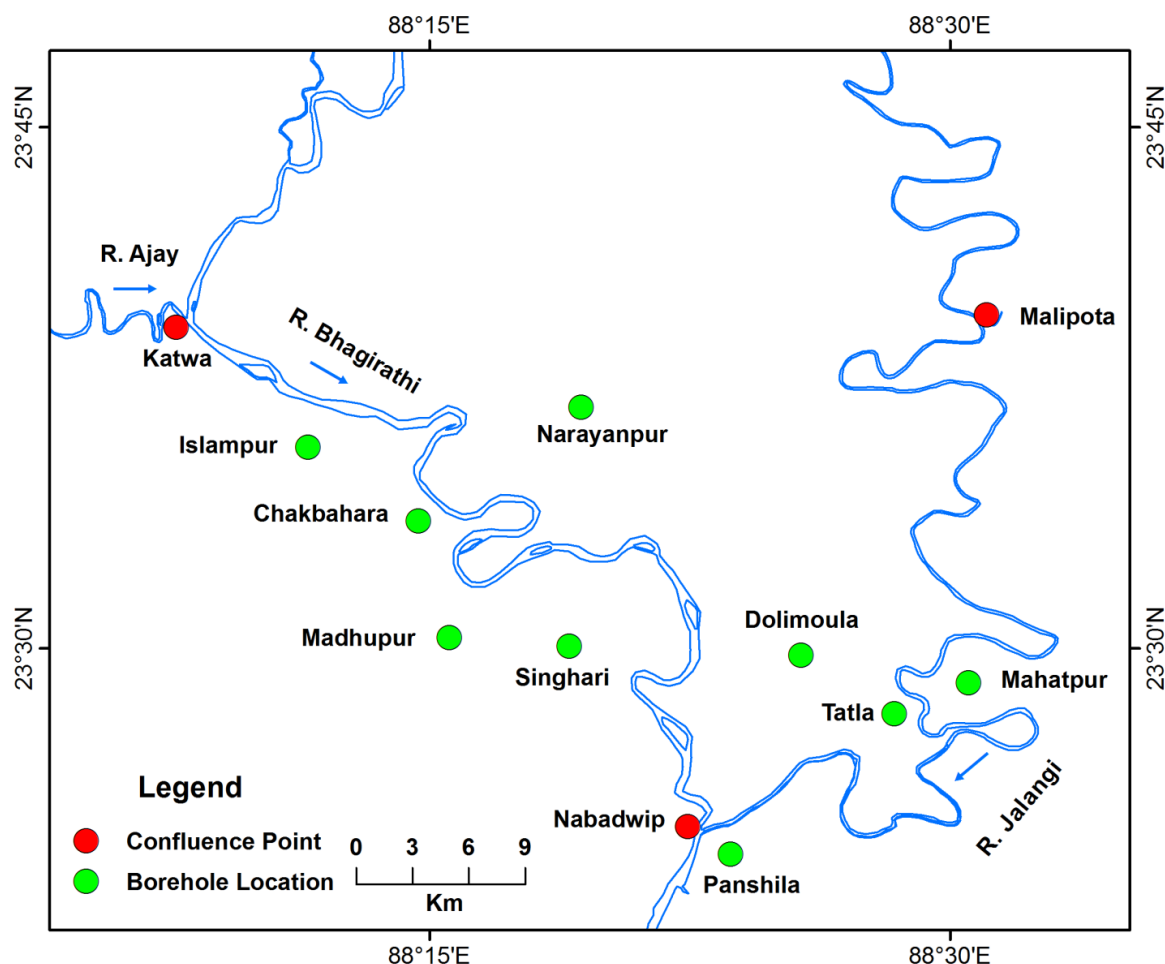 88°15'E
88°30'E
23°45'N
23°45'N
R. Ajay
Malipota
Katwa
R. Bhagirathi
Narayanpur
Islampur
Chakbahara
Dolimoula
Madhupur
23°30'N
23°30'N
Singhari
Mahatpur
Tatla
Legend
R. Jalangi
Nabadwip
Confluence Point
0 3 6 9
Borehole Location
Panshila
Km
88°15'E
88°30'E